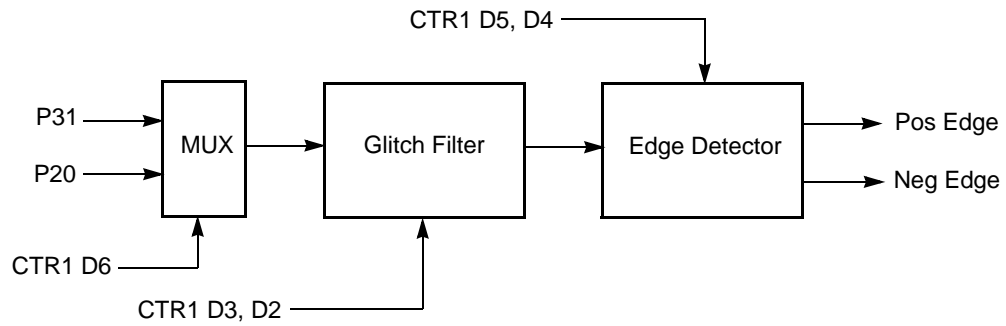 CTR1 D5, D4
P31
P20
MUX
Glitch Filter
Edge Detector
Pos Edge
Neg Edge
CTR1 D6
CTR1 D3, D2